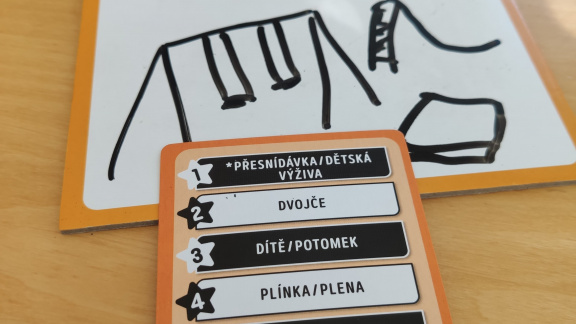 1 *PŘESNÍDÁVKA/DĚTSKÁ
VÝŽIVA
2 DVOJČE
3 DÍTĚ/POTOMEK
4 PLÍNKA/PLENA